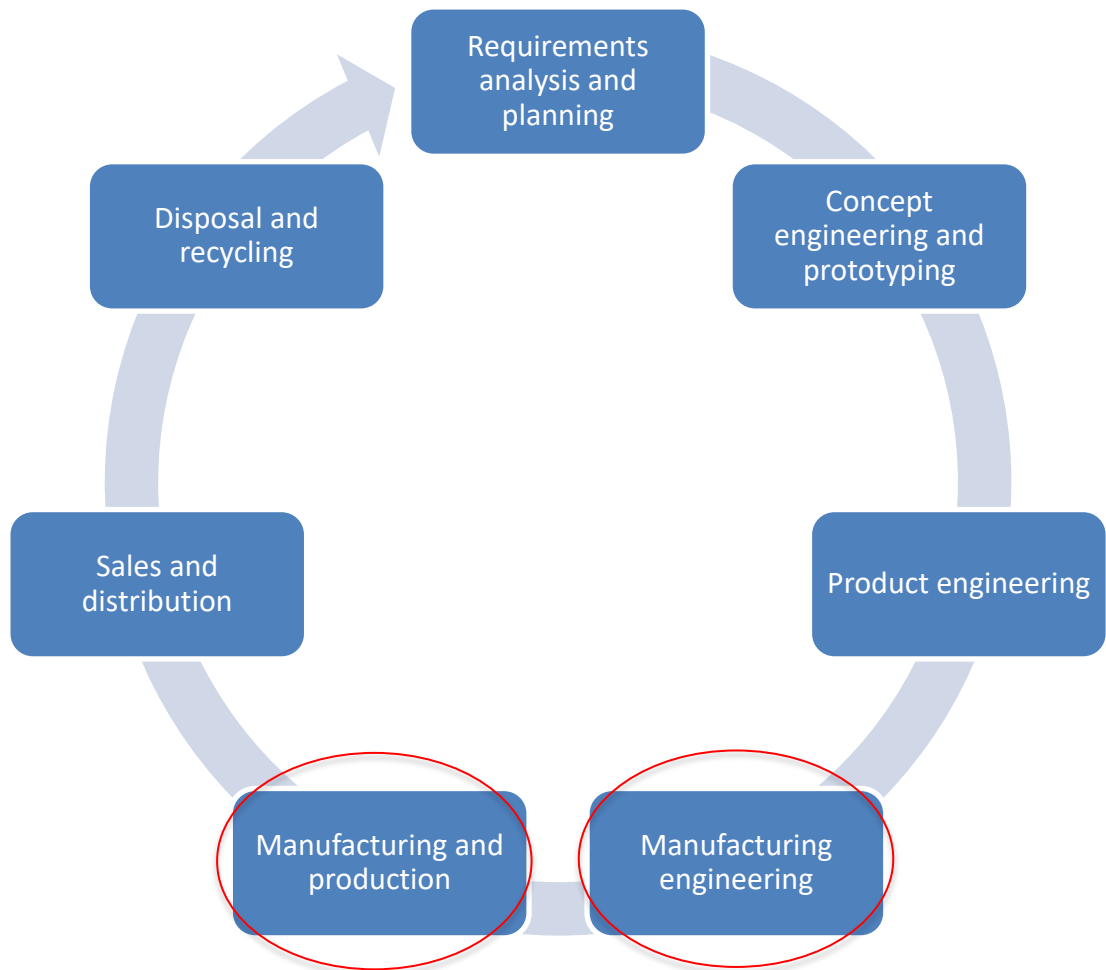 Requirements
analysis and
planning
Concept
engineering and
prototyping
Product engineering
Manufacturing
engineering
Manufacturing and
production
Sales and
distribution
Disposal and
recycling